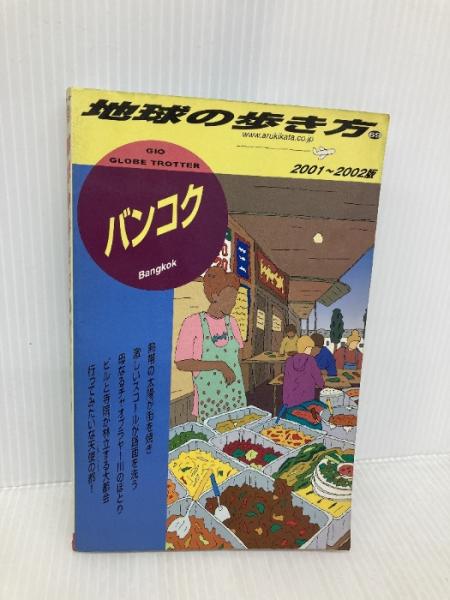 地球の歩き方
www.arukikata.co.jp
GIO
GLOBE TROTTER
2001～2002版
バンコク
Bangkok
熱帯の太陽が街を焼き
激しいスコールが路面を洗う
母なるチャオプラヤー川のほとり
ビルと寺院が林立する大都会
行ってみたいな天使の都！